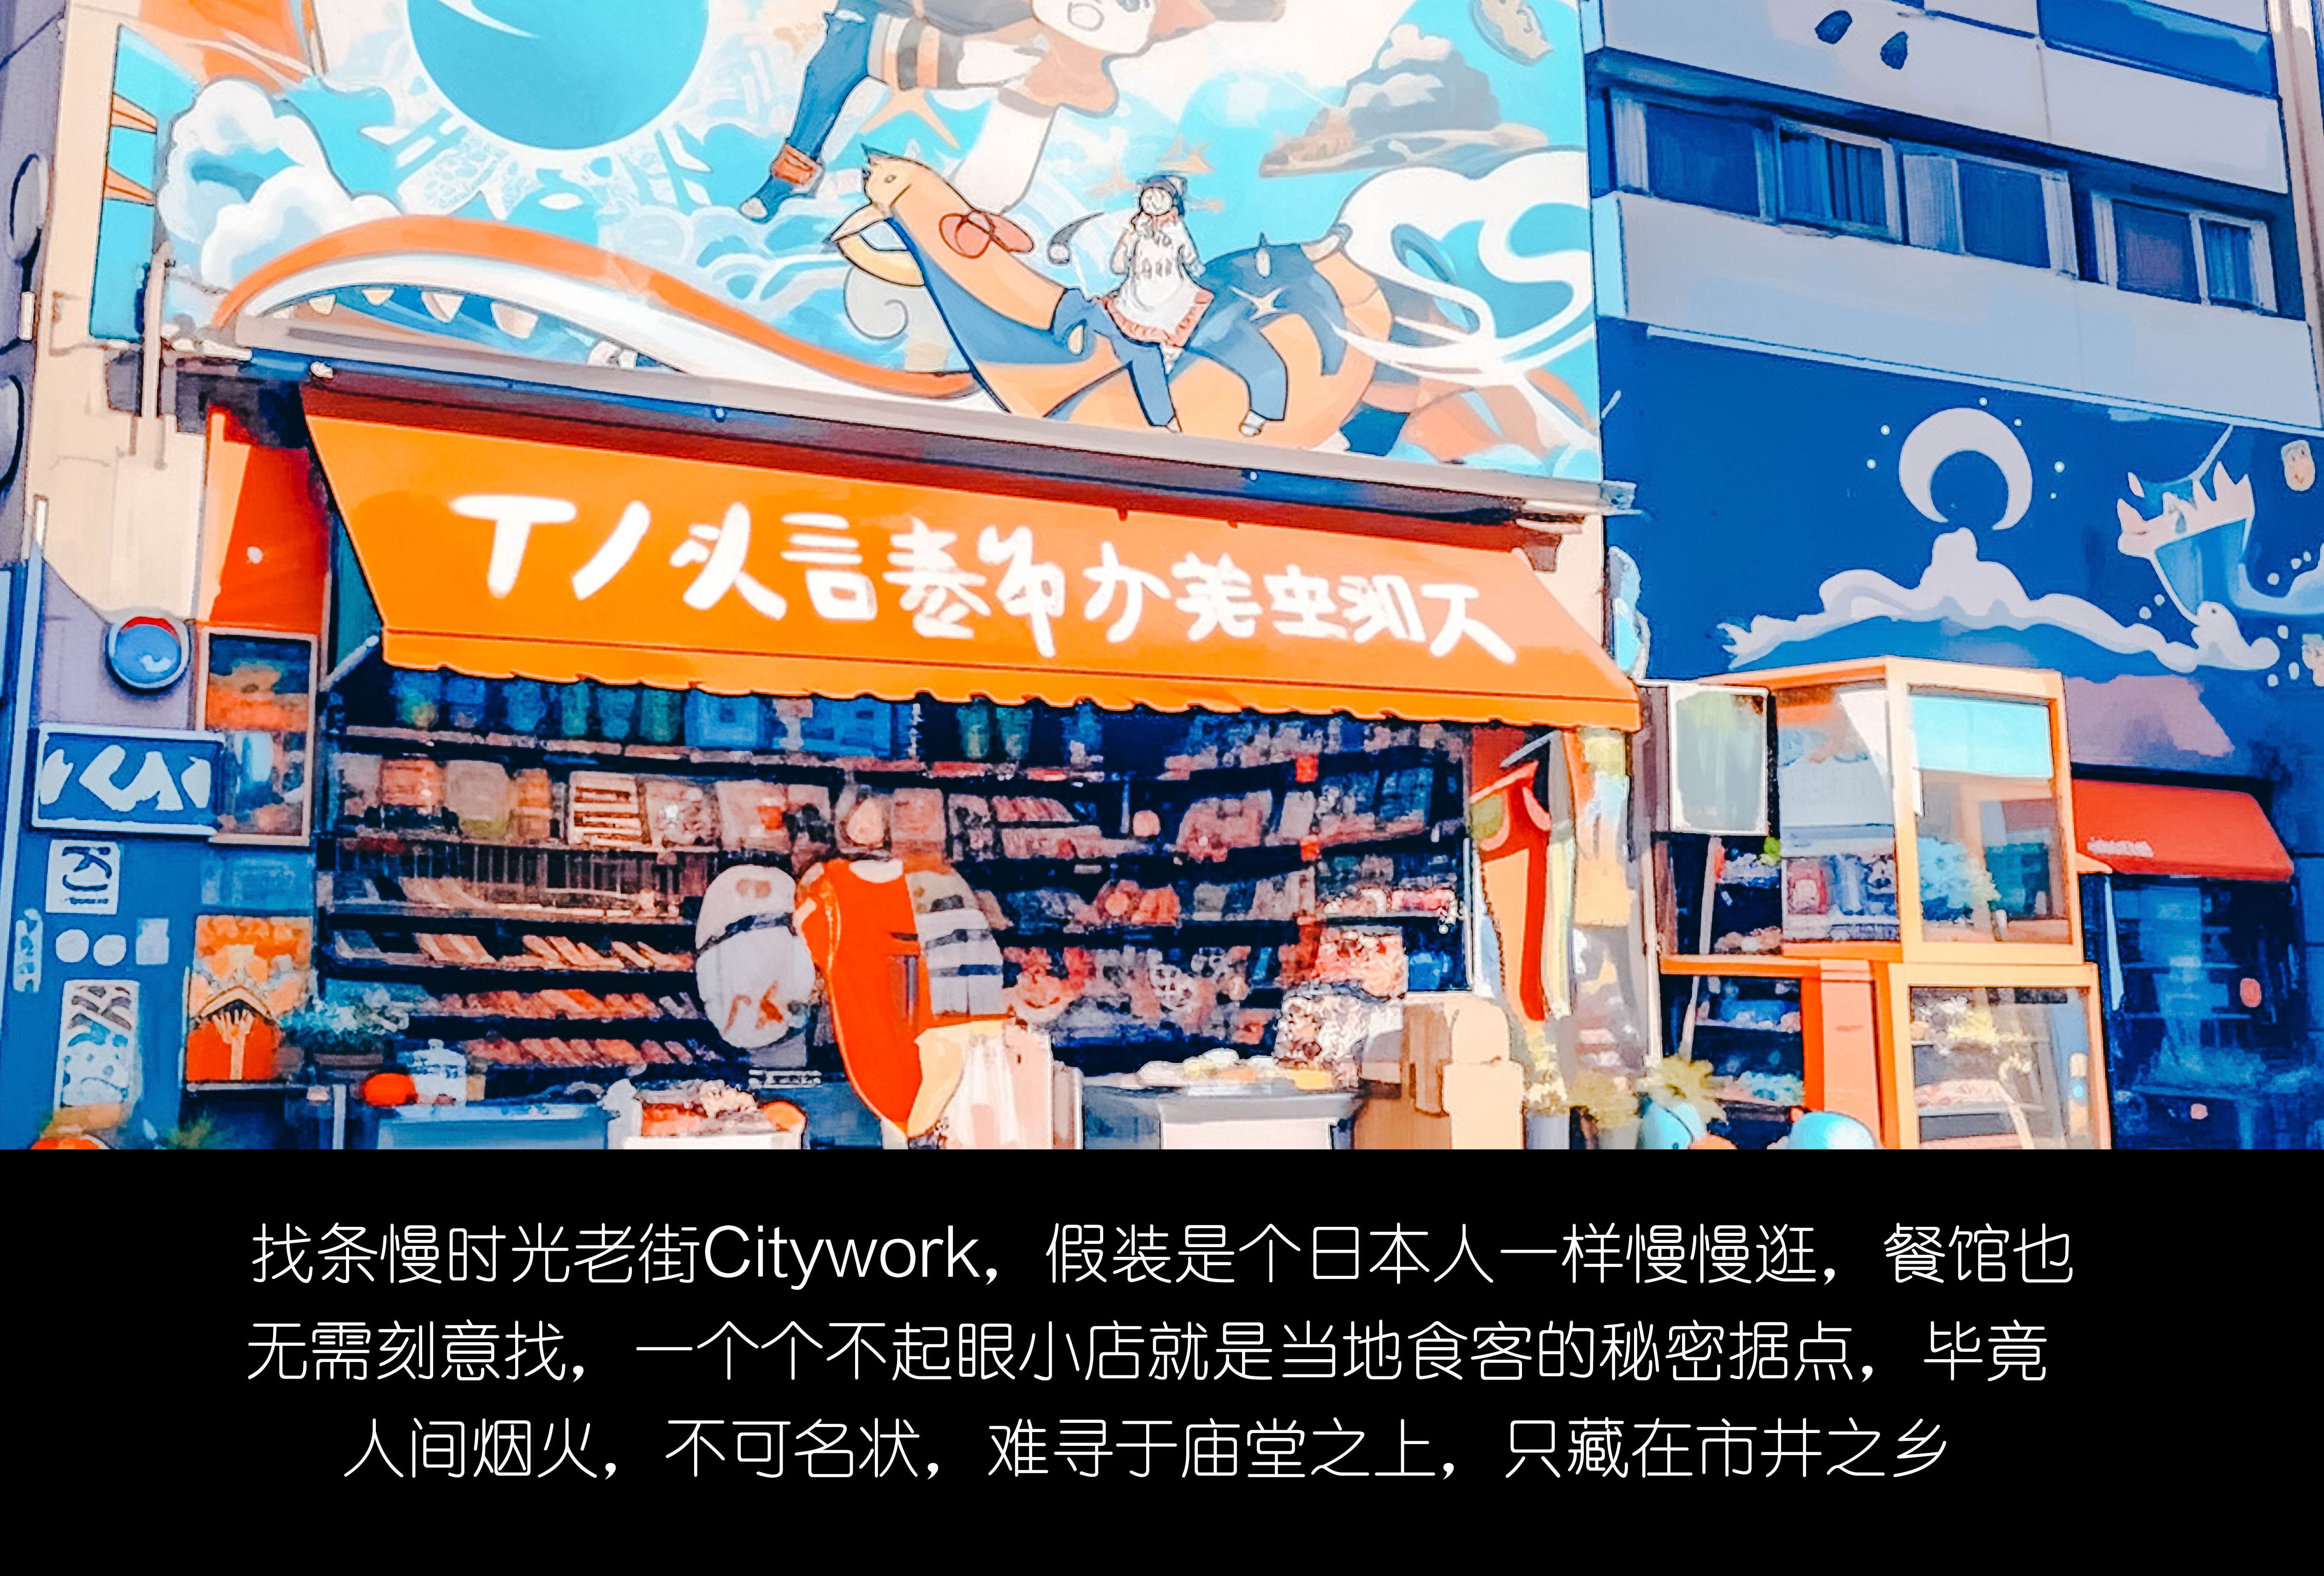 找条慢时光老街Citywork，假装是个日本人一样慢慢逛，餐馆也
无需刻意找，一个个不起眼小店就是当地食客的秘密据点，毕竟
人间烟火，不可名状，难寻于庙堂之上，只藏在市井之乡